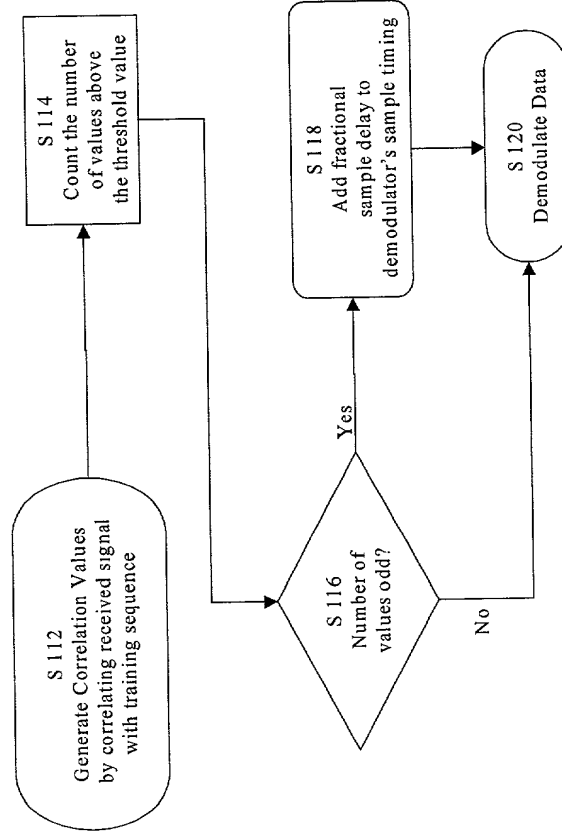 S 112
Generate Correlation Values
by correlating received signal
with training sequence
S 114
Count the number
of values above
the threshold value
S 116
Number of
values odd?
Yes
No
S 118
Add fractional
sample delay to
demodulator's sample timing
S 120
Demodulate Data